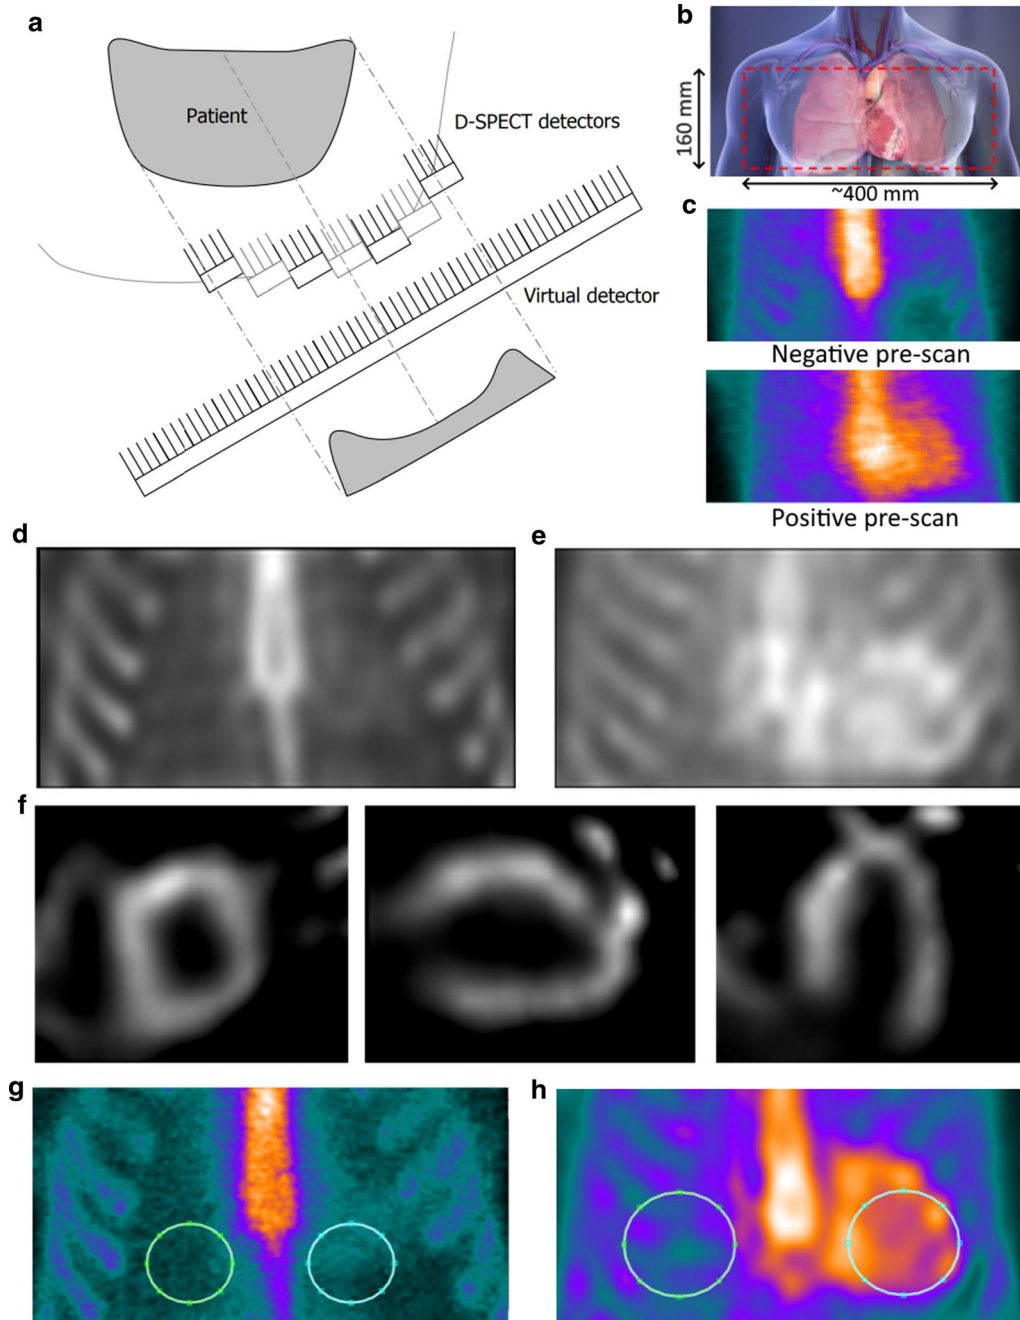 a
Patient
D-SPECT detectors
Virtual detector
b
160 mm
~400 mm
c
Negative pre-scan
Positive pre-scan
d
e
f
g
h